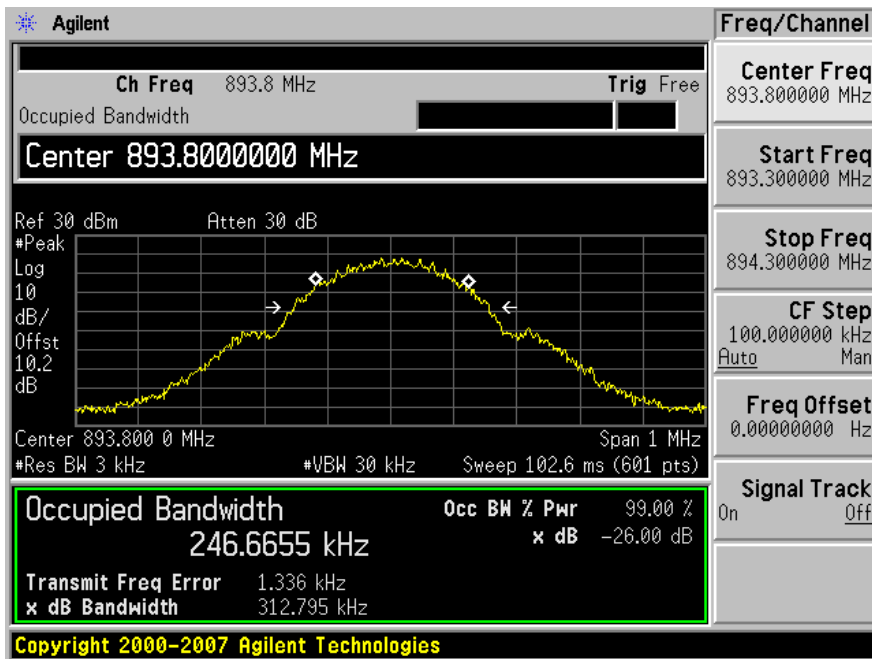 Agilent
Freq/Channel
Ch Freq 893.8 MHz Trig Free
Occupied Bandwidth
Center 893.8000000 MHz
Ref 30 dBm Atten 30 dB
#Peak
Log
10
dB/
Offst
10.2
dB
Center 893.800 0 MHz Span 1 MHz
#Res BW 3 kHz #VBW 30 kHz Sweep 102.6 ms (601 pts)
Occupied Bandwidth
246.6655 kHz
Occ BW % Pwr 99.00 %
x dB -26.00 dB
Transmit Freq Error 1.336 kHz
x dB Bandwidth 312.795 kHz
Copyright 2000-2007 Agilent Technologies
Center Freq
893.800000 MHz
Start Freq
893.300000 MHz
Stop Freq
894.300000 MHz
CF Step
100.000000 kHz
Auto Man
Freq Offset
0.00000000 Hz
Signal Track
On Off